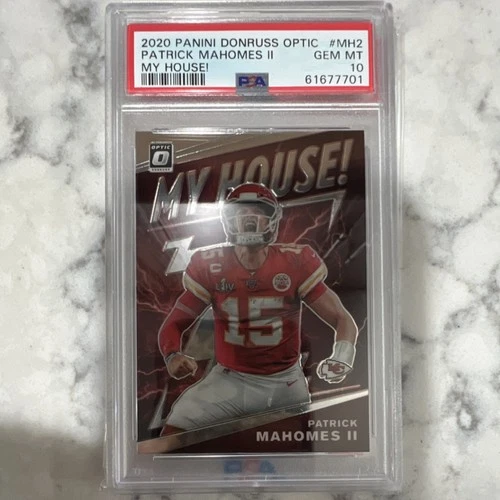 2020 PANINI DONRUSS OPTIC #MH2
PATRICK MAHOMES II GEM MT
MY HOUSE! 10
PSA 61677701
OPTIC
MY HOUSE!
15
PATRICK
MAHOMES II